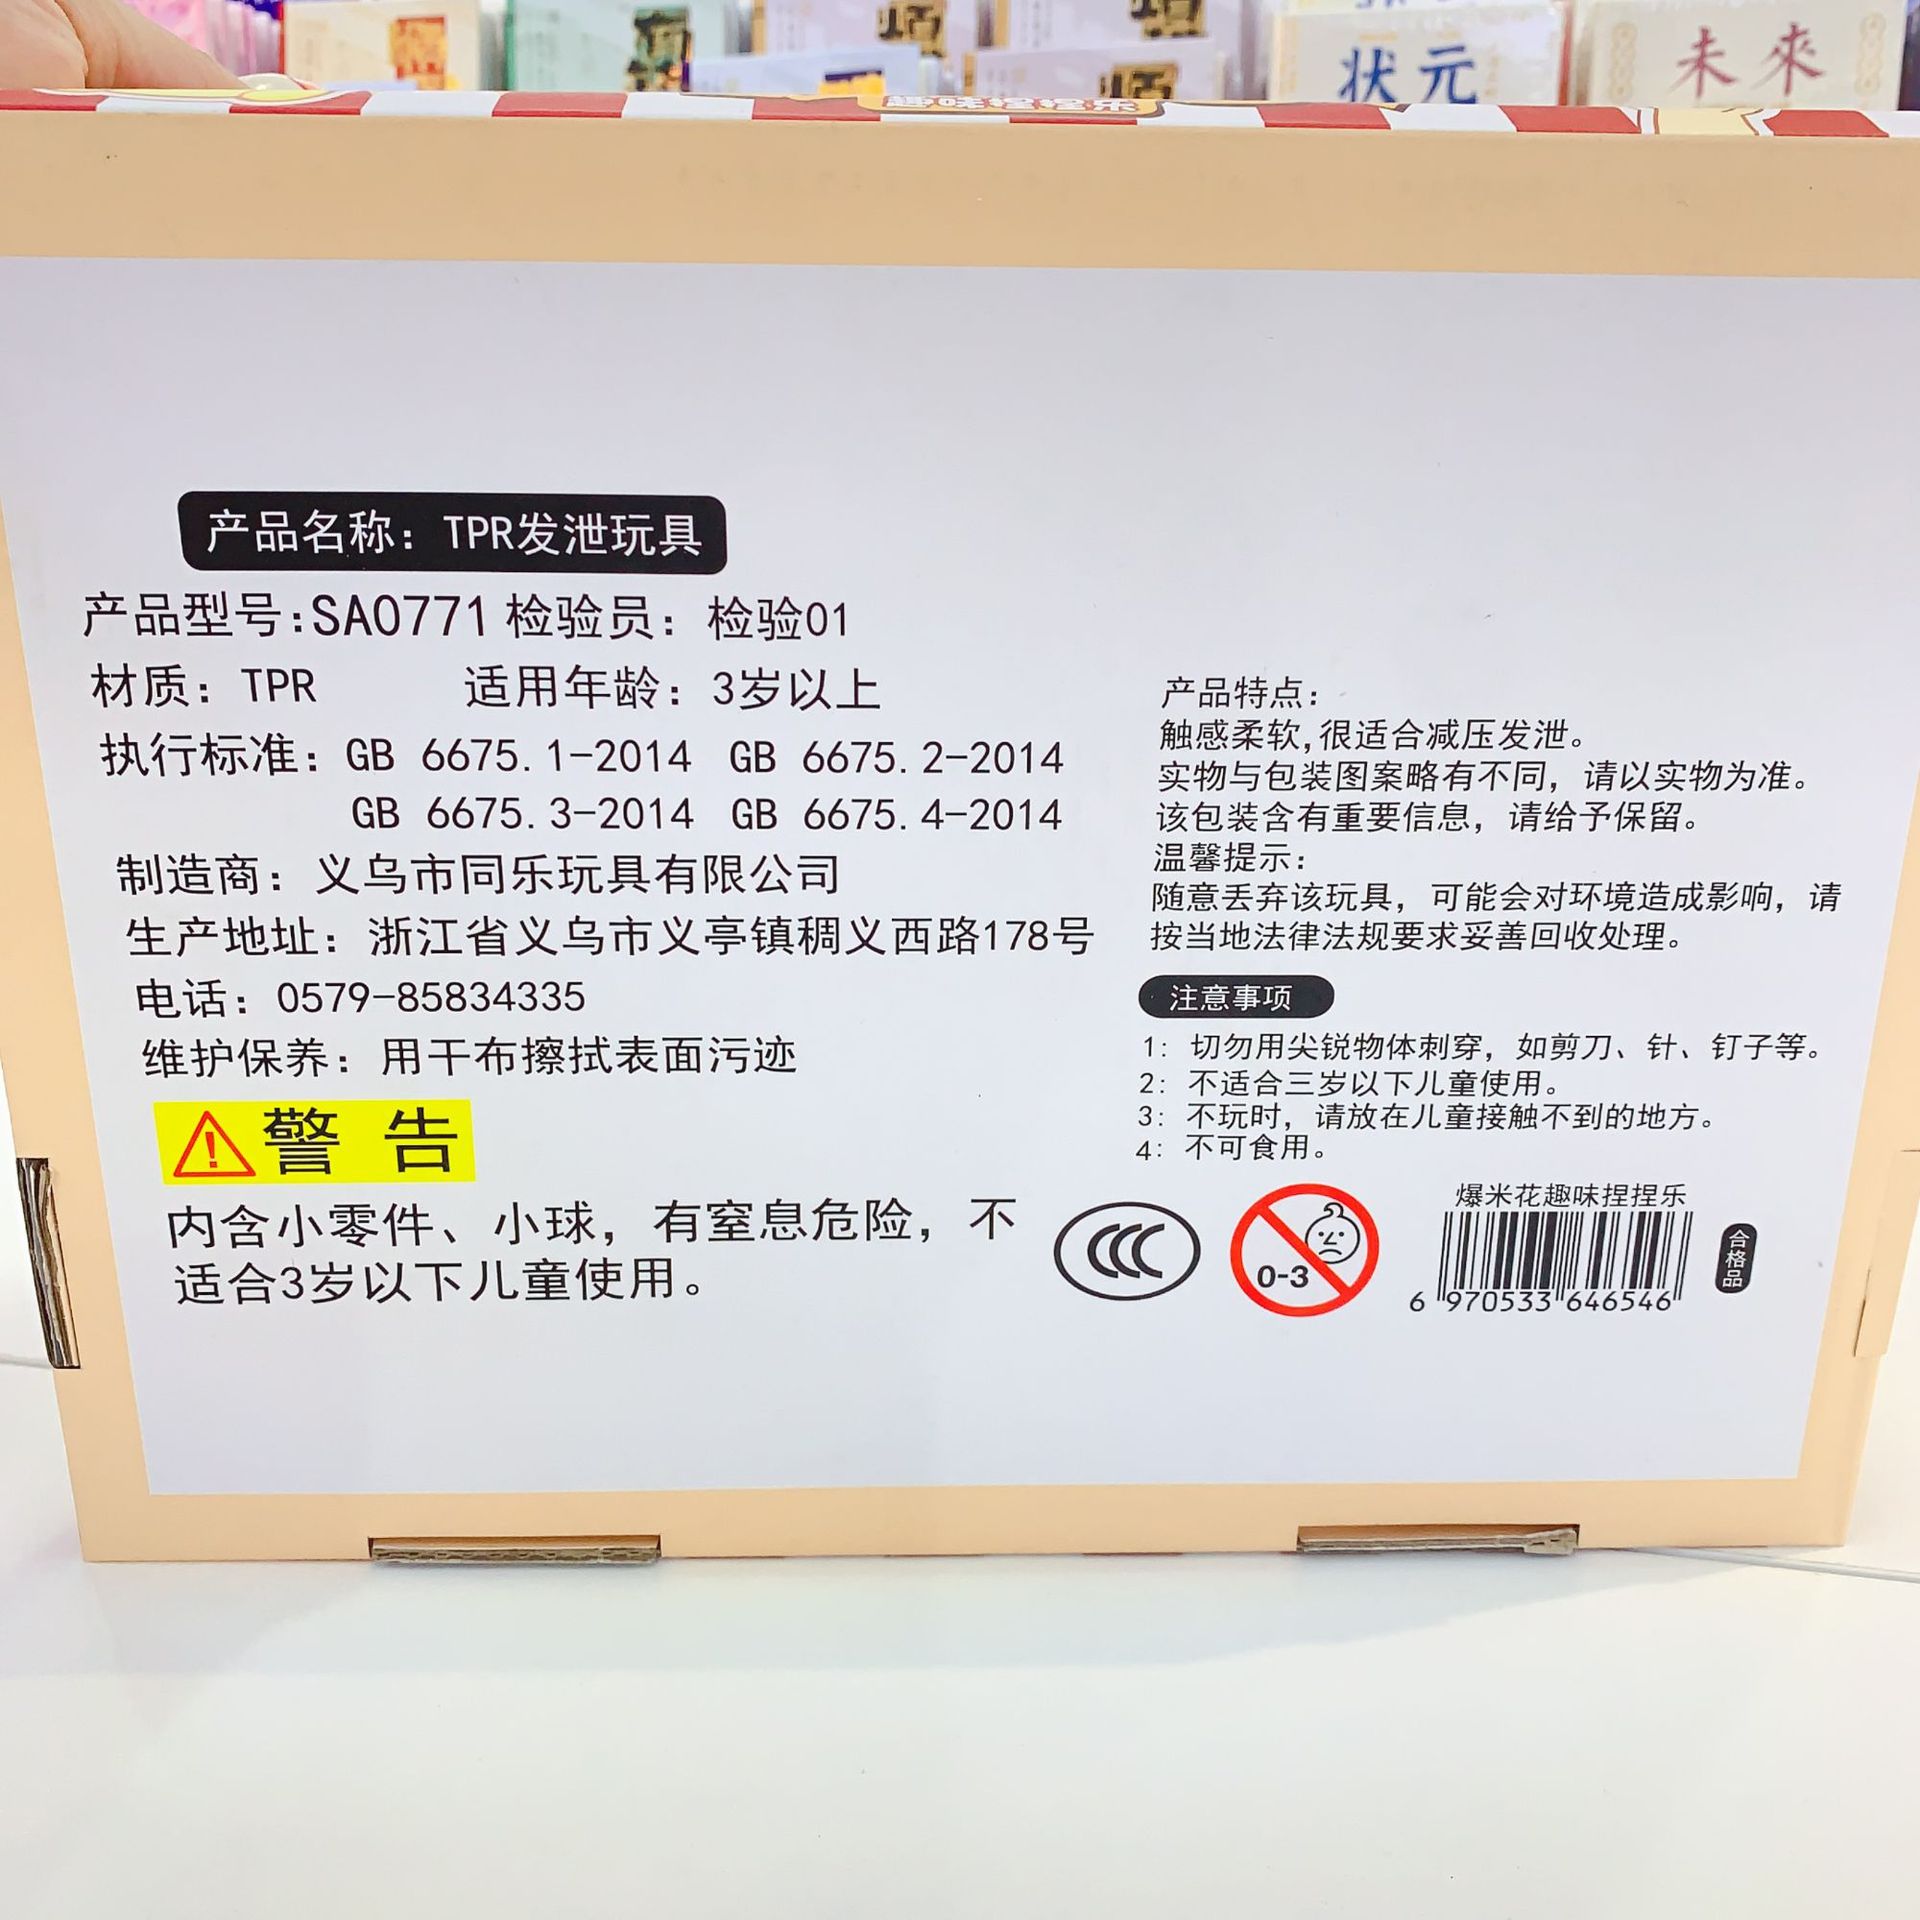 状元
未來
产品名称：TPR发泄玩具
产品型号:SA0771 检验员：检验01
材质：TPR 适用年龄：3岁以上
执行标准：GB 6675.1-2014 GB 6675.2-2014
GB 6675.3-2014 GB 6675.4-2014
制造商：义乌市同乐玩具有限公司
生产地址：浙江省义乌市义亭镇稠义西路178号
电话：0579-85834335
维护保养：用干布擦拭表面污迹
警告
内含小零件、小球，有窒息危险，不
适合3岁以下儿童使用。
产品特点：
触感柔软,很适合减压发泄。
实物与包装图案略有不同，请以实物为准。
该包装含有重要信息，请给予保留。
温馨提示：
随意丢弃该玩具，可能会对环境造成影响，请
按当地法律法规要求妥善回收处理。
注意事项
1：切勿用尖锐物体刺穿，如剪刀、针、钉子等。
2：不适合三岁以下儿童使用。
3：不玩时，请放在儿童接触不到的地方。
4：不可食用。
CCC
0-3
爆米花趣味捏捏乐
6 970533 646546
合格品